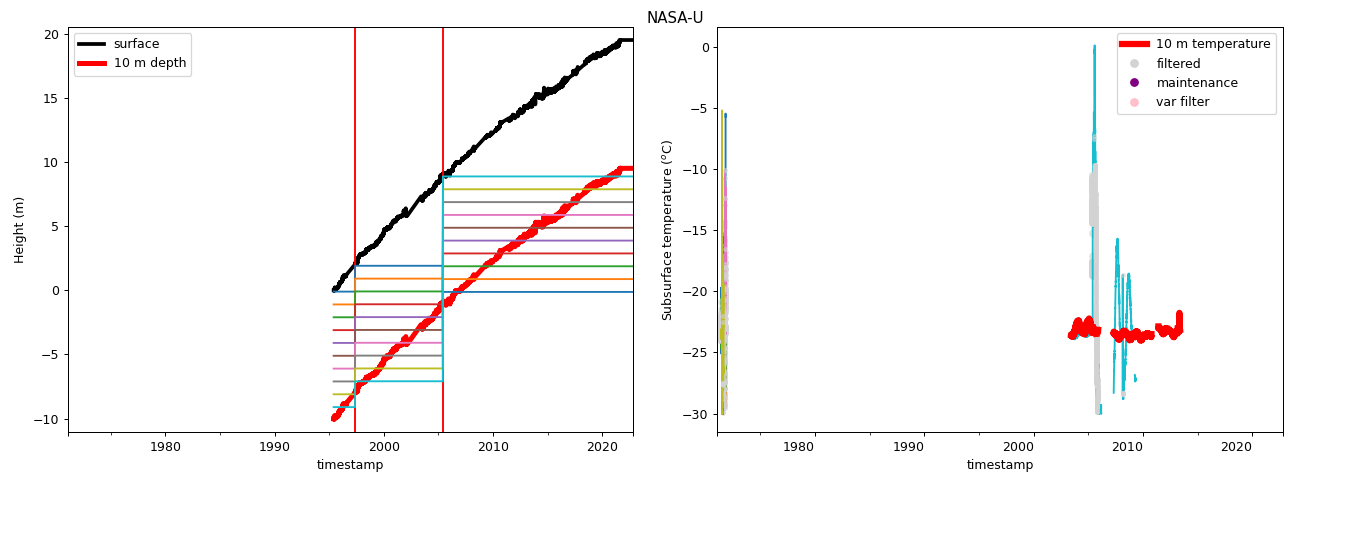 NASA-U
20
15
10
5
0
−5
−10
Height (m)
surface
10 m depth
1980
1990
2000
2010
2020
timestamp
0
−5
−10
−15
−20
−25
−30
Subsurface temperature (°C)
10 m temperature
filtered
maintenance
var filter
1980
1990
2000
2010
2020
timestamp